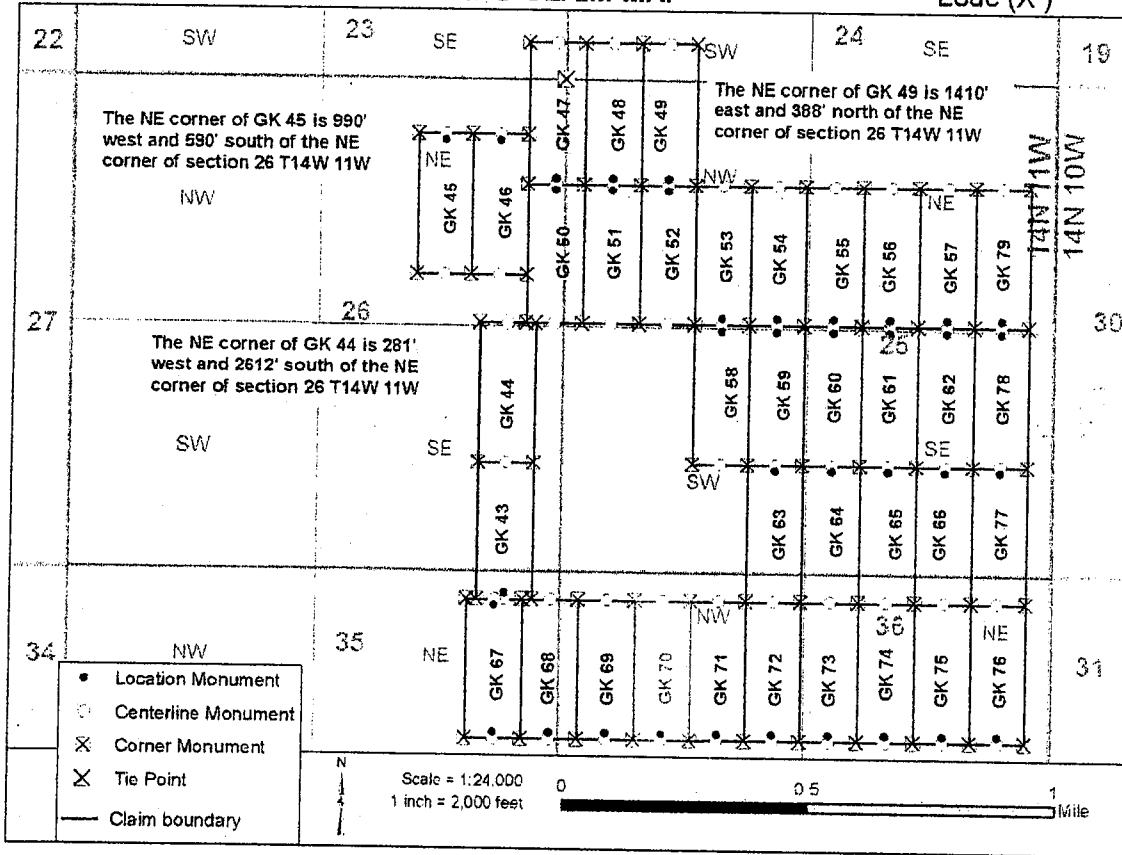 Lode (X )
22
SW
23
SE
SW
24
SE
19
The NE corner of GK 45 is 990'
west and 590' south of the NE
corner of section 26 T14W 11W
The NE corner of GK 49 is 1410'
east and 388' north of the NE
corner of section 26 T14W 11W
GK 47
GK 48
GK 49
14N 11W
14N 10W
NE
NW
NW
NE
GK 45
GK 46
GK 50
GK 51
GK 52
GK 53
GK 54
GK 55
GK 56
GK 57
GK 79
27
26
25
30
The NE corner of GK 44 is 281'
west and 2612' south of the NE
corner of section 26 T14W 11W
GK 44
GK 58
GK 59
GK 60
GK 61
GK 62
GK 78
SW
SE
SE
SW
GK 43
GK 63
GK 64
GK 65
GK 66
GK 77
34
NW
35
NE
NW
36
NE
31
GK 67
GK 68
GK 69
GK 70
GK 71
GK 72
GK 73
GK 74
GK 75
GK 76
Location Monument
Centerline Monument
Corner Monument
Tie Point
Claim boundary
N
Scale = 1:24,000
1 inch = 2,000 feet
0
0.5
1
Mile